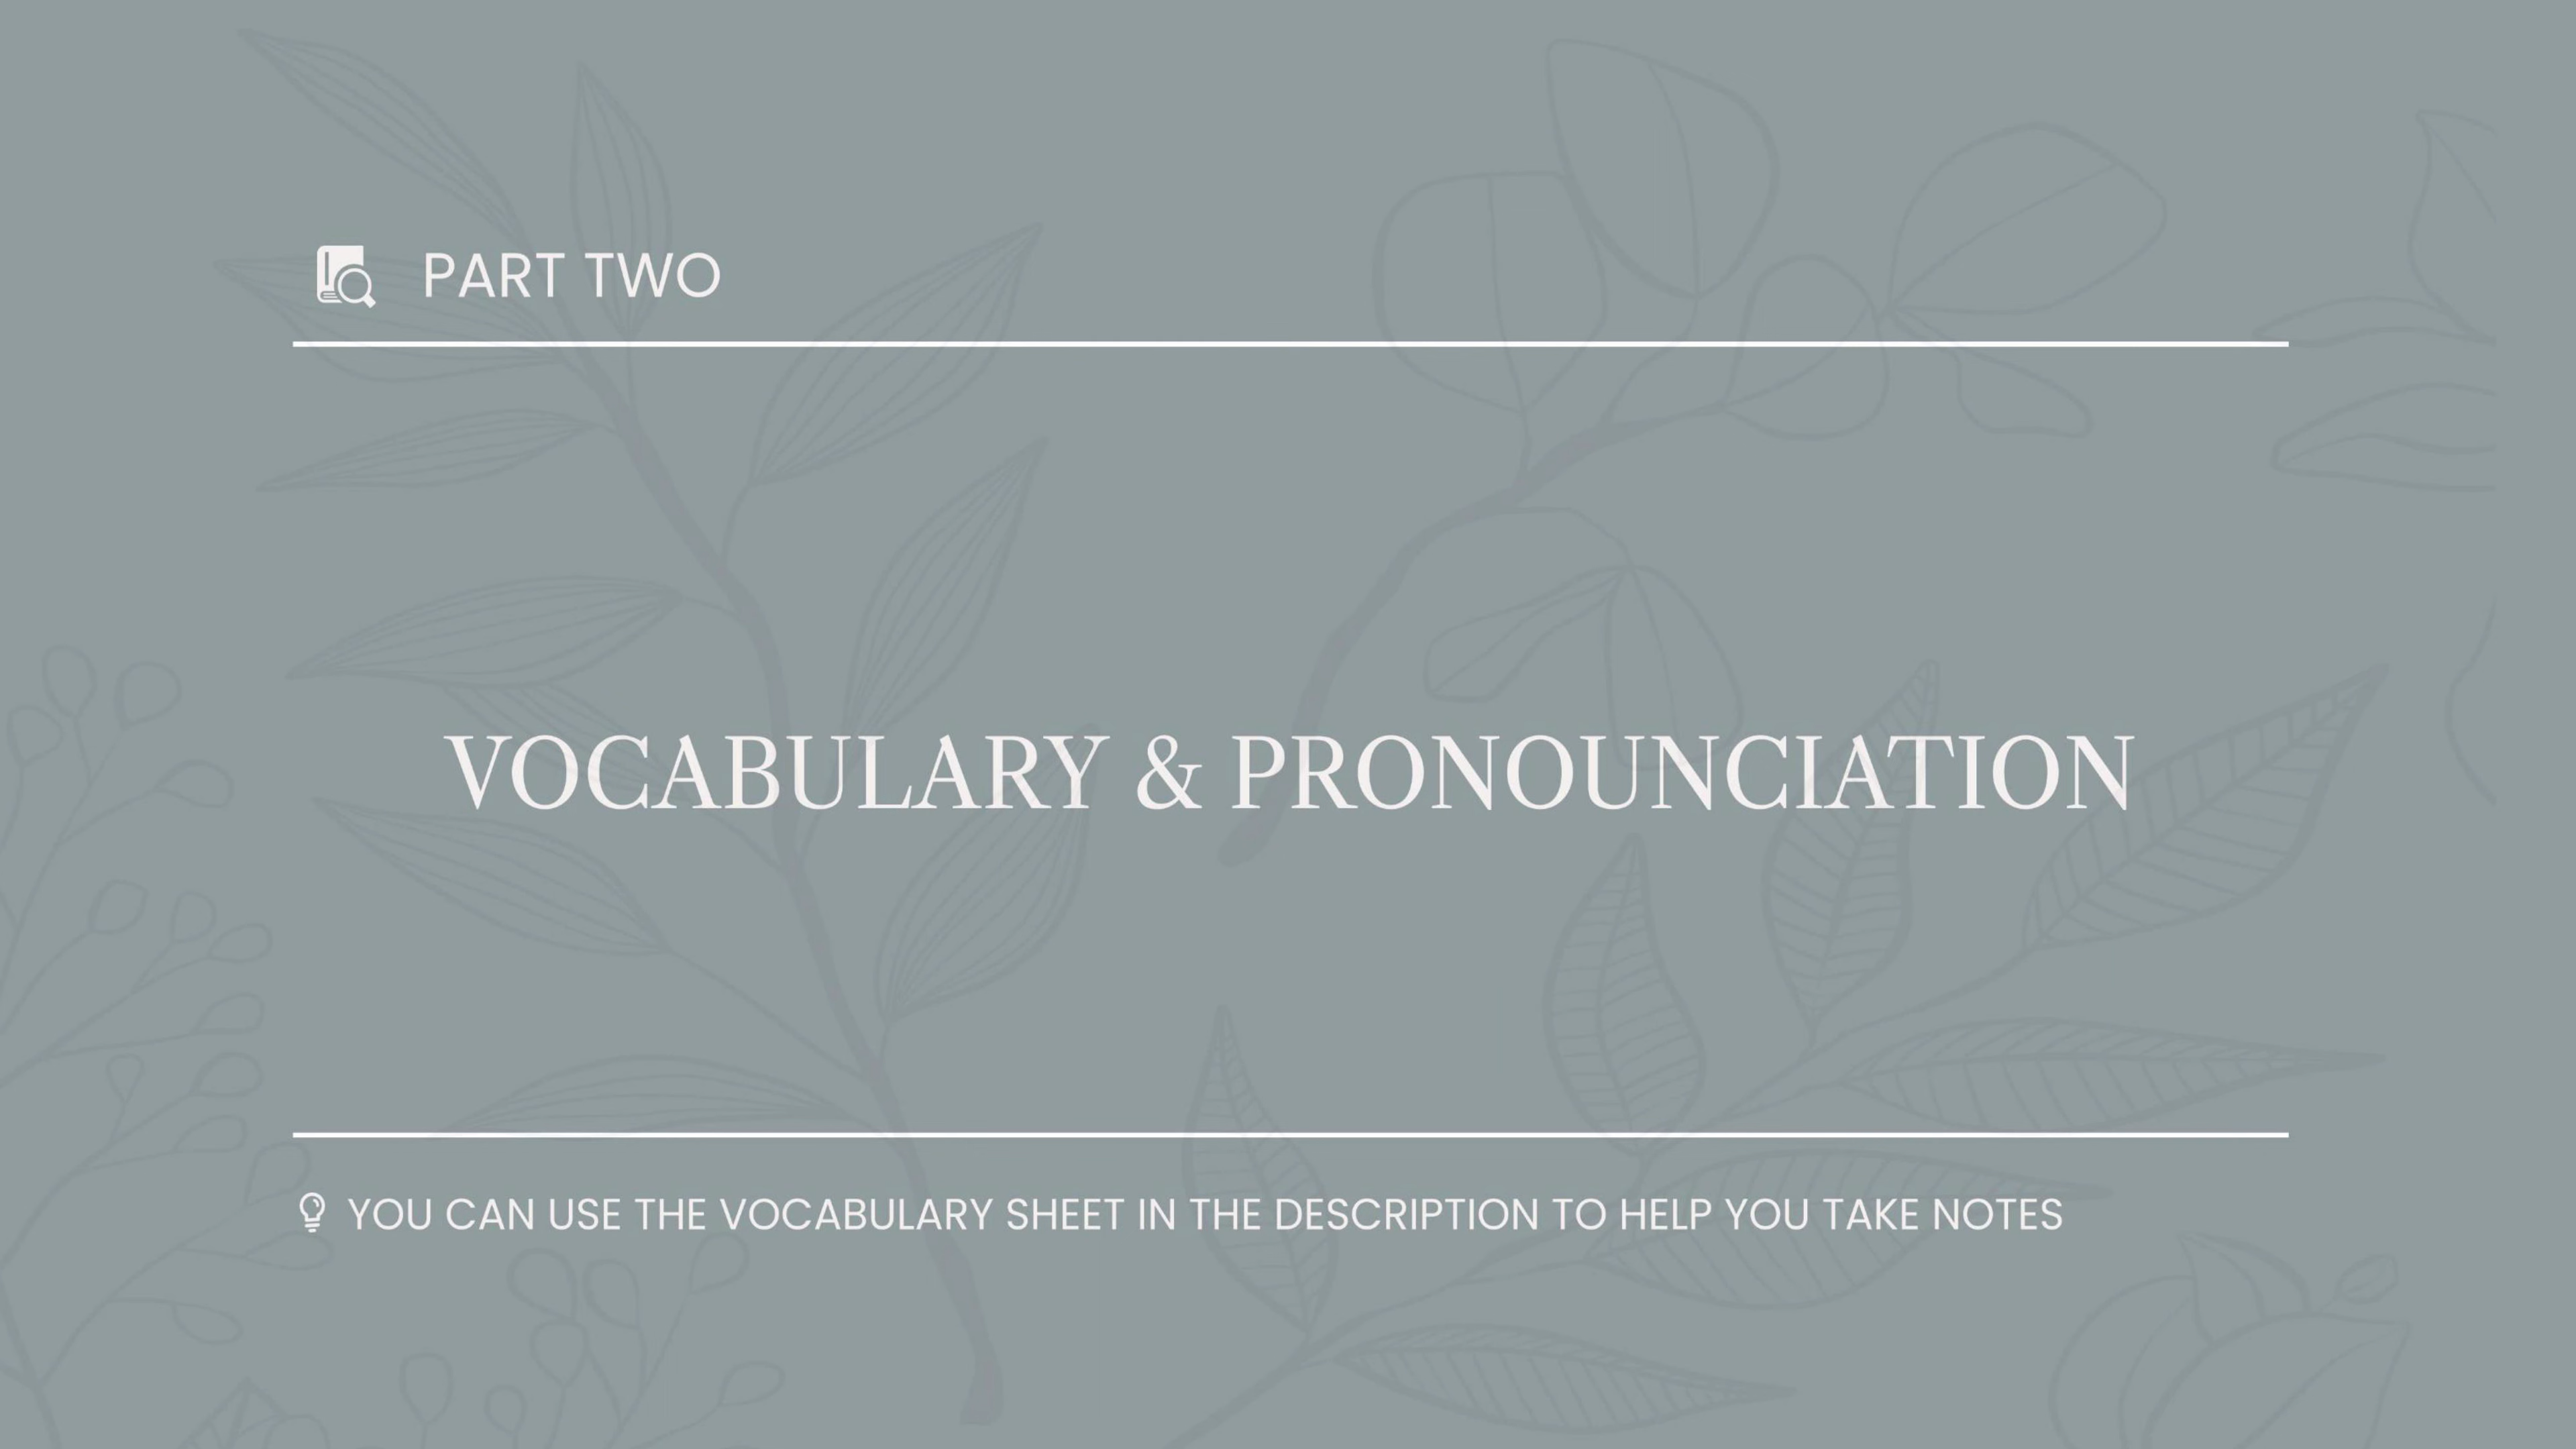 PART TWO
VOCABULARY & PRONOUNCIATION
YOU CAN USE THE VOCABULARY SHEET IN THE DESCRIPTION TO HELP YOU TAKE NOTES